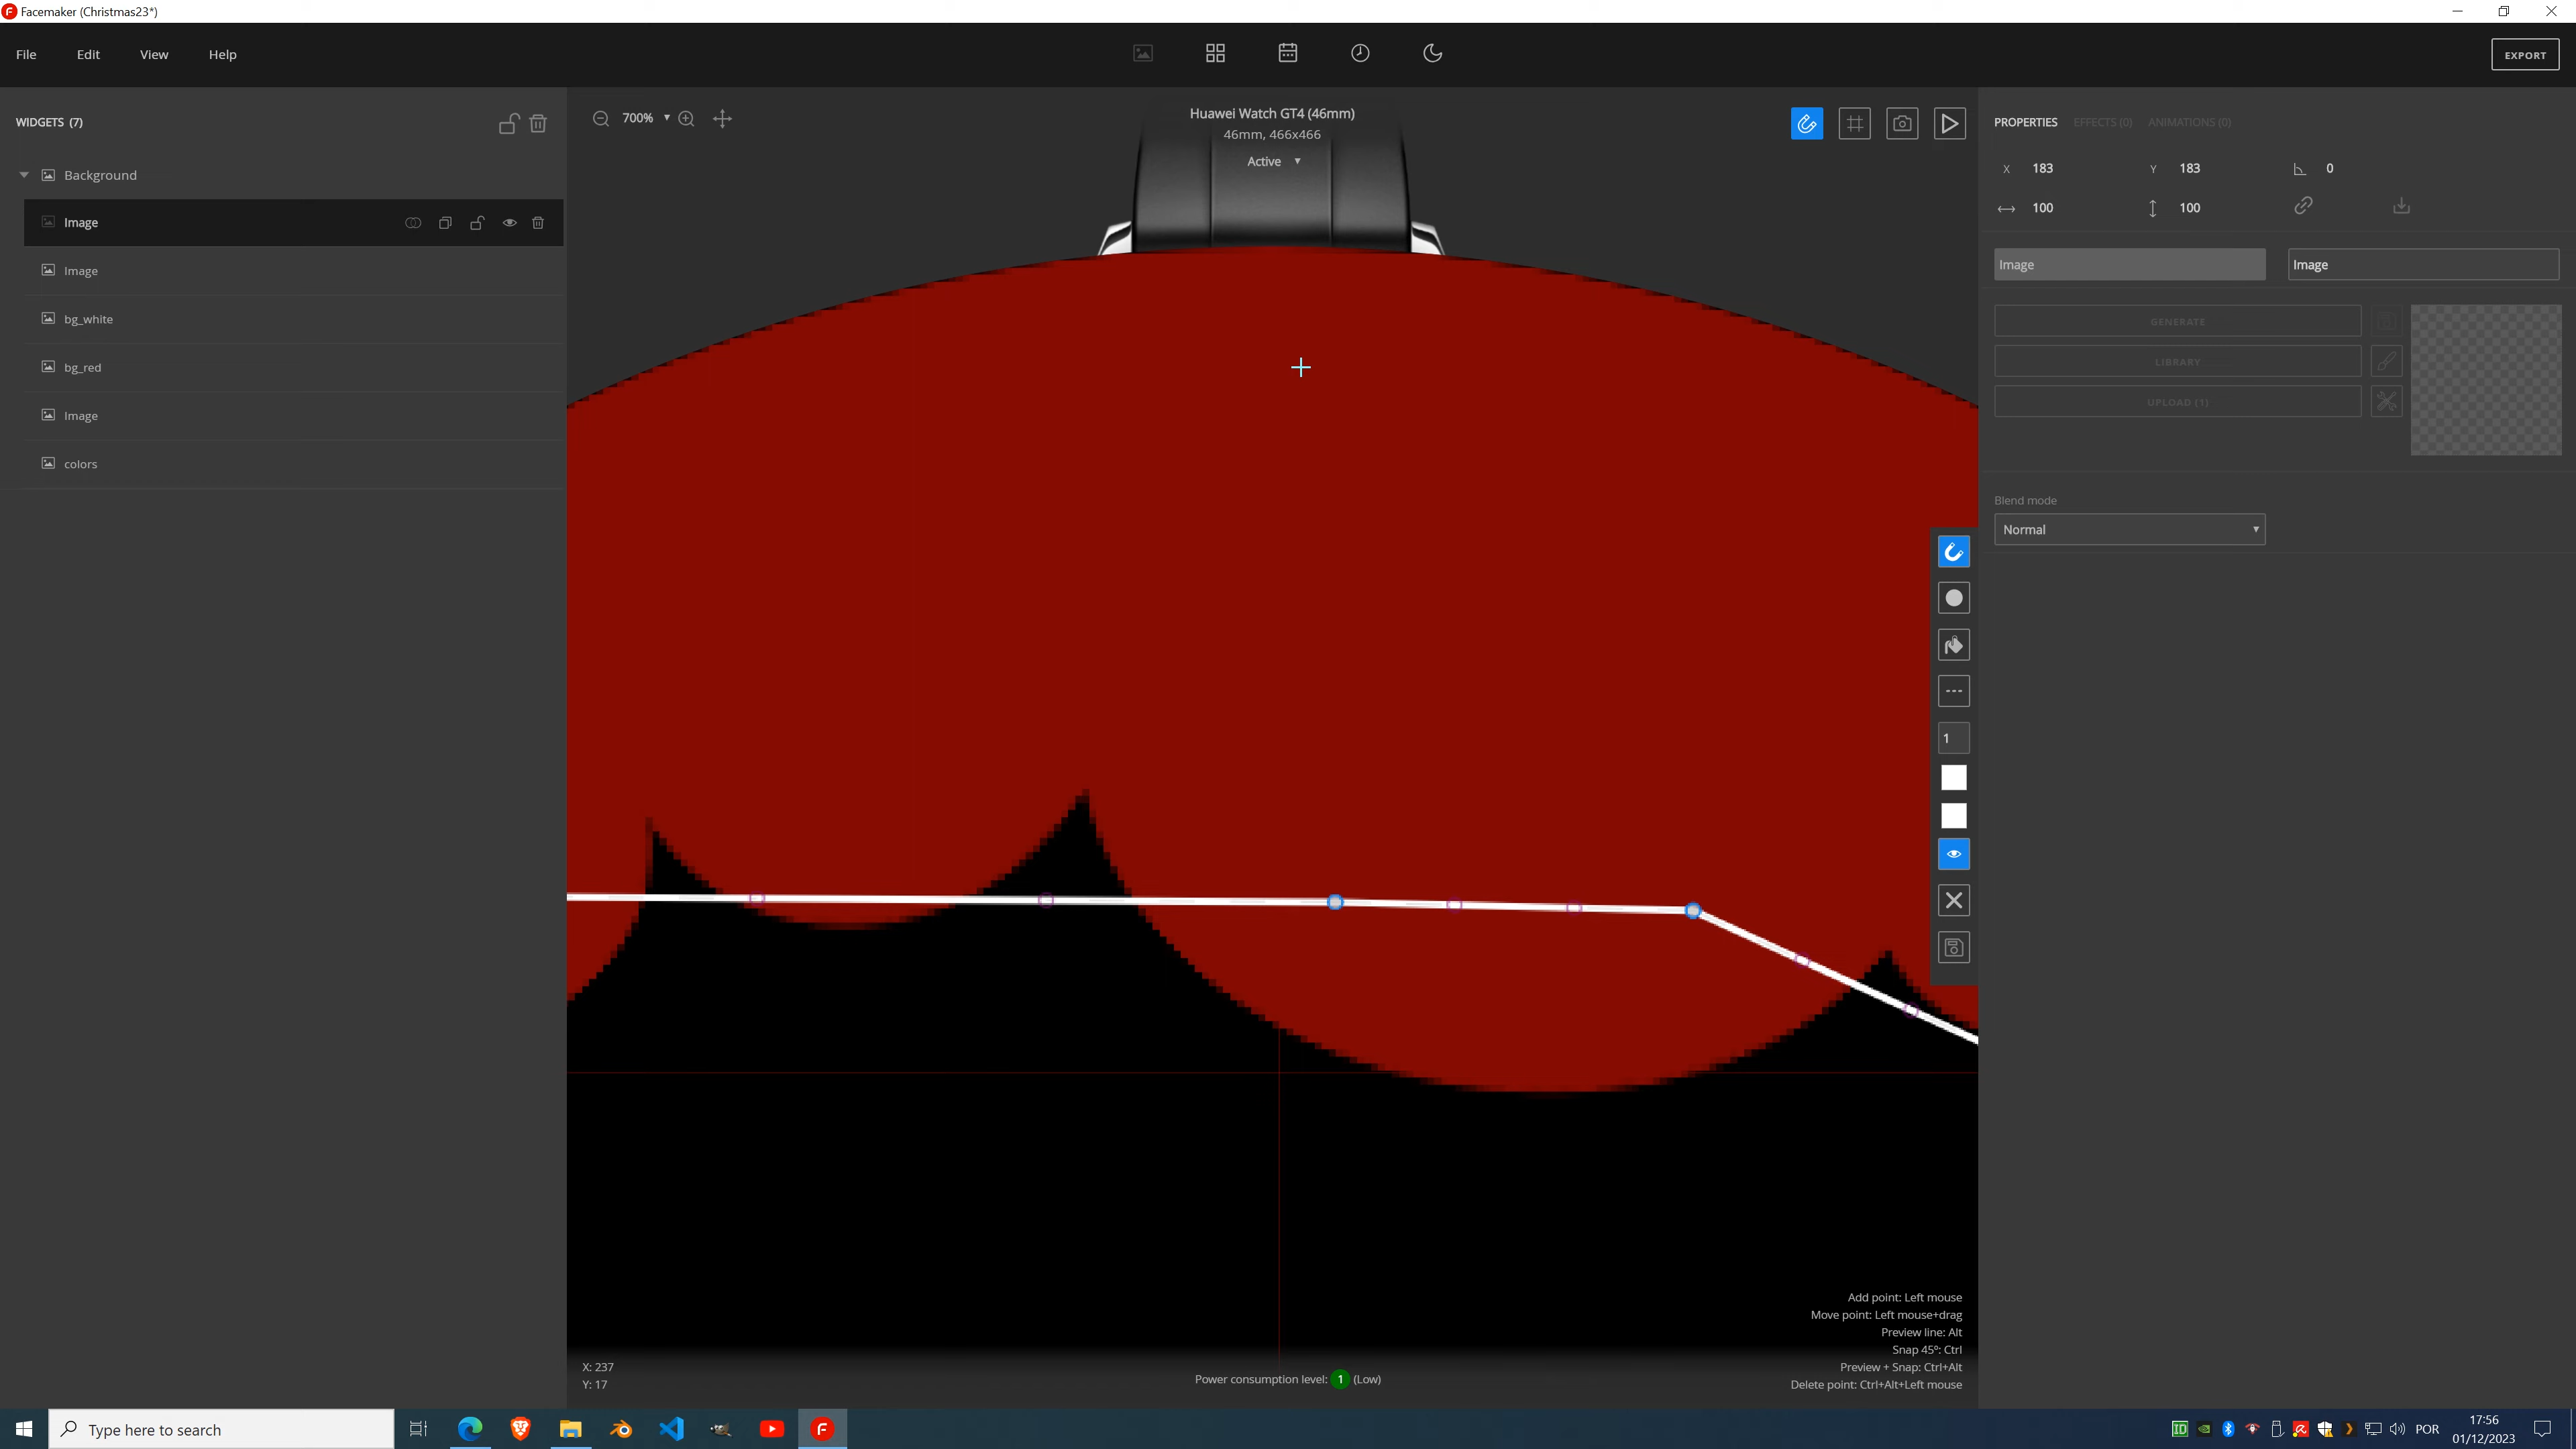 Facemaker (Christmas23*)
File Edit View Help
EXPORT
WIDGETS (7)
Background
Image
Image
bg_white
bg_red
Image
colors
700%
Huawei Watch GT4 (46mm)
46mm, 466x466
Active
PROPERTIES EFFECTS (0) ANIMATIONS (0)
X 183 Y 183 0
100 100
Image Image
GENERATE
LIBRARY
UPLOAD (1)
Blend mode
Normal
1
Add point: Left mouse
Move point: Left mouse+drag
Preview line: Alt
Snap 45º: Ctrl
Preview + Snap: Ctrl+Alt
Delete point: Ctrl+Alt+Left mouse
X: 237
Y: 17
Power consumption level: 1 (Low)
Type here to search
ID
POR
17:56
01/12/2023